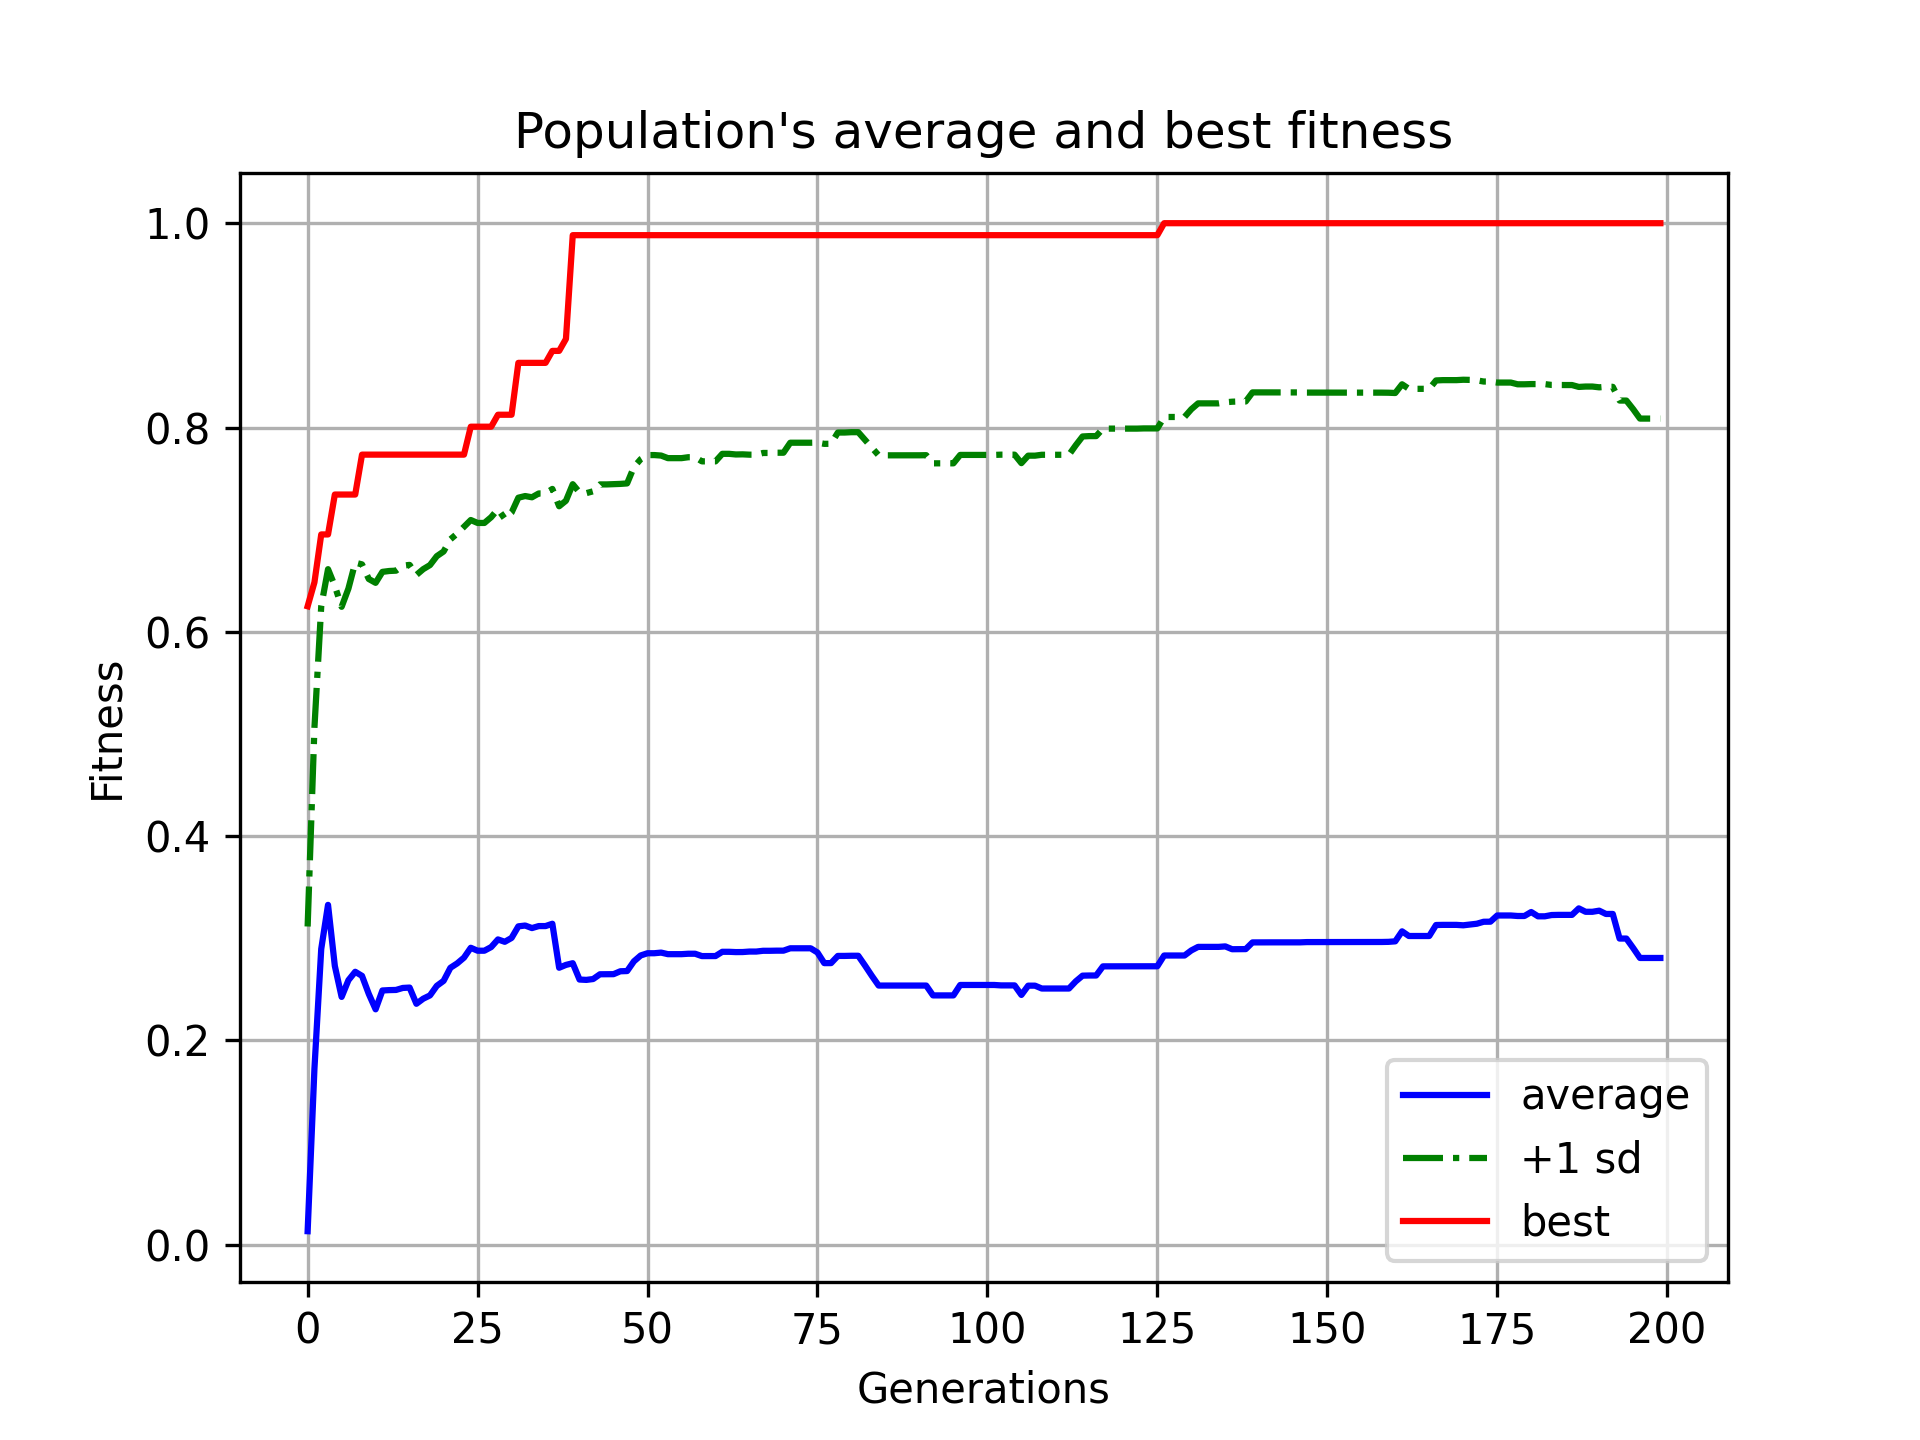 Population's average and best fitness
1.0
0.8
0.6
0.4
0.2
0.0
Fitness
0 25 50 75 100 125 150 175 200
Generations
average
+1 sd
best